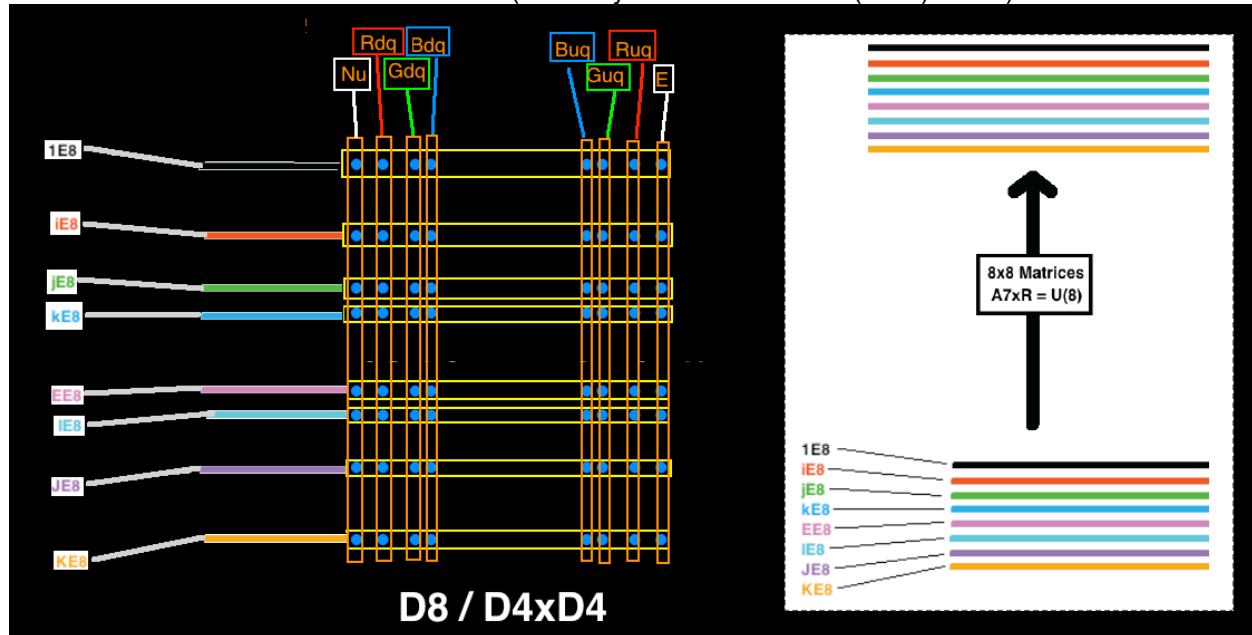 Rdq
Bdq
Buq
Ruq
Nu
Gdq
Guq
E
1E8
iE8
jE8
kE8
EE8
IE8
JE8
KE8
D8 / D4xD4
8x8 Matrices
A7xR = U(8)
1E8
iE8
jE8
kE8
EE8
IE8
JE8
KE8